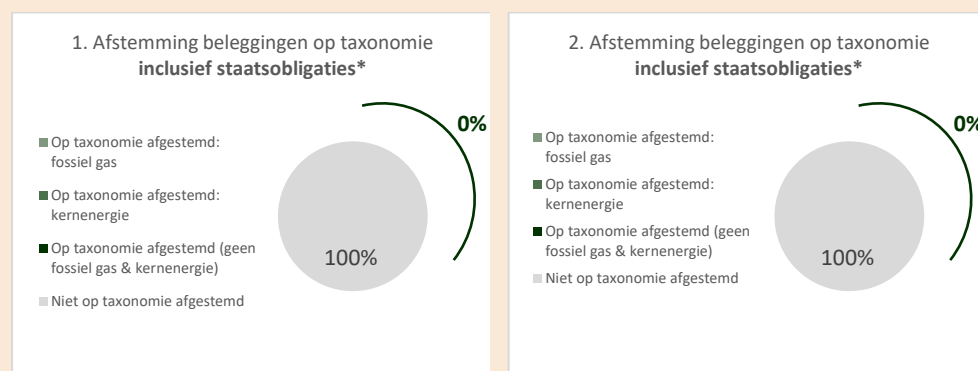 1. Afstemming beleggingen op taxonomie
inclusief staatsobligaties*
0%
Op taxonomie afgestemd:
fossiel gas
Op taxonomie afgestemd:
kernenergie
Op taxonomie afgestemd (geen
fossiel gas & kernenergie)
Niet op taxonomie afgestemd
100%
2. Afstemming beleggingen op taxonomie
inclusief staatsobligaties*
0%
Op taxonomie afgestemd:
fossiel gas
Op taxonomie afgestemd:
kernenergie
Op taxonomie afgestemd (geen
fossiel gas & kernenergie)
Niet op taxonomie afgestemd
100%